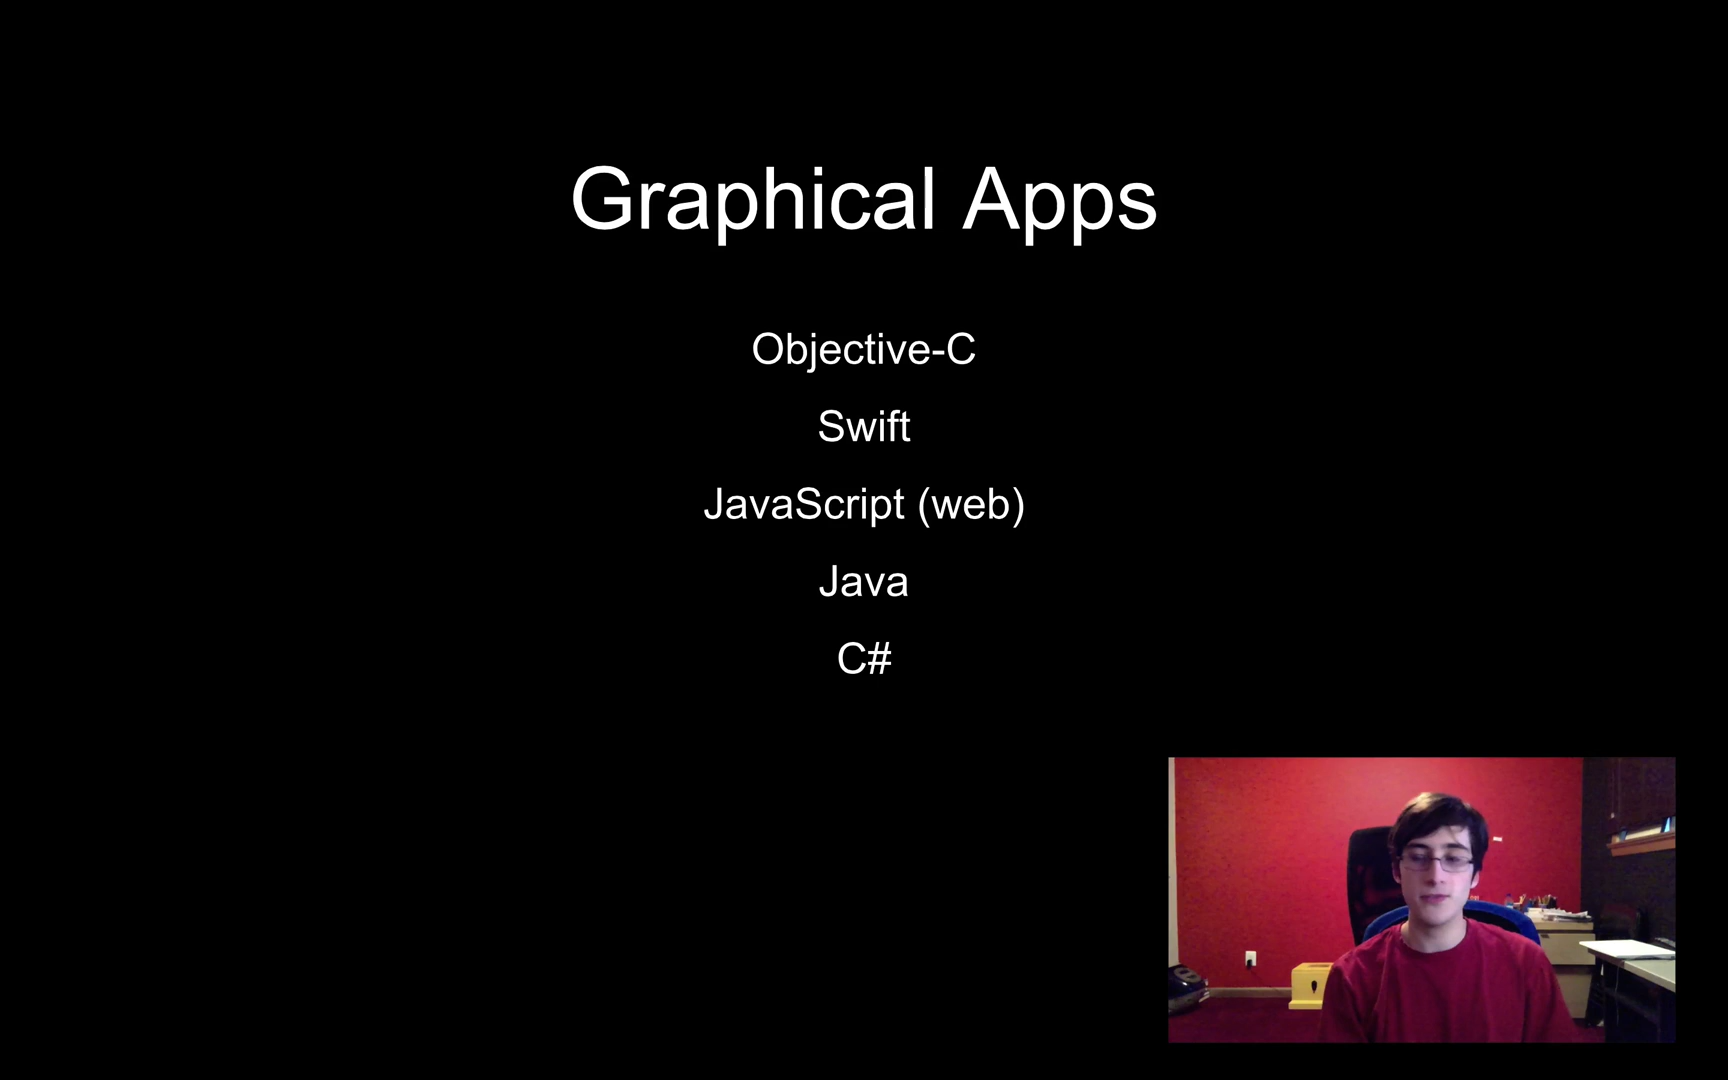 Graphical Apps
Objective-C
Swift
JavaScript (web)
Java
C#